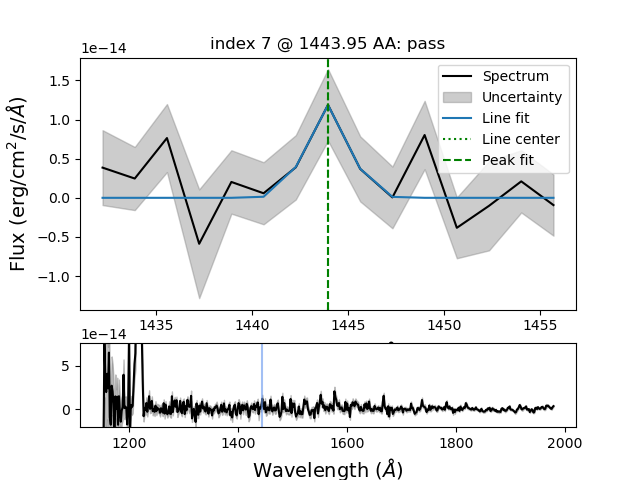 index 7 @ 1443.95 AA: pass
1e−14
Spectrum
Uncertainty
Line fit
Line center
Peak fit
1.5
1.0
0.5
0.0
−0.5
−1.0
Flux (erg/cm²/s/Å)
1435 1440 1445 1450 1455
1e−14
5
0
1200 1400 1600 1800 2000
Wavelength (Å)